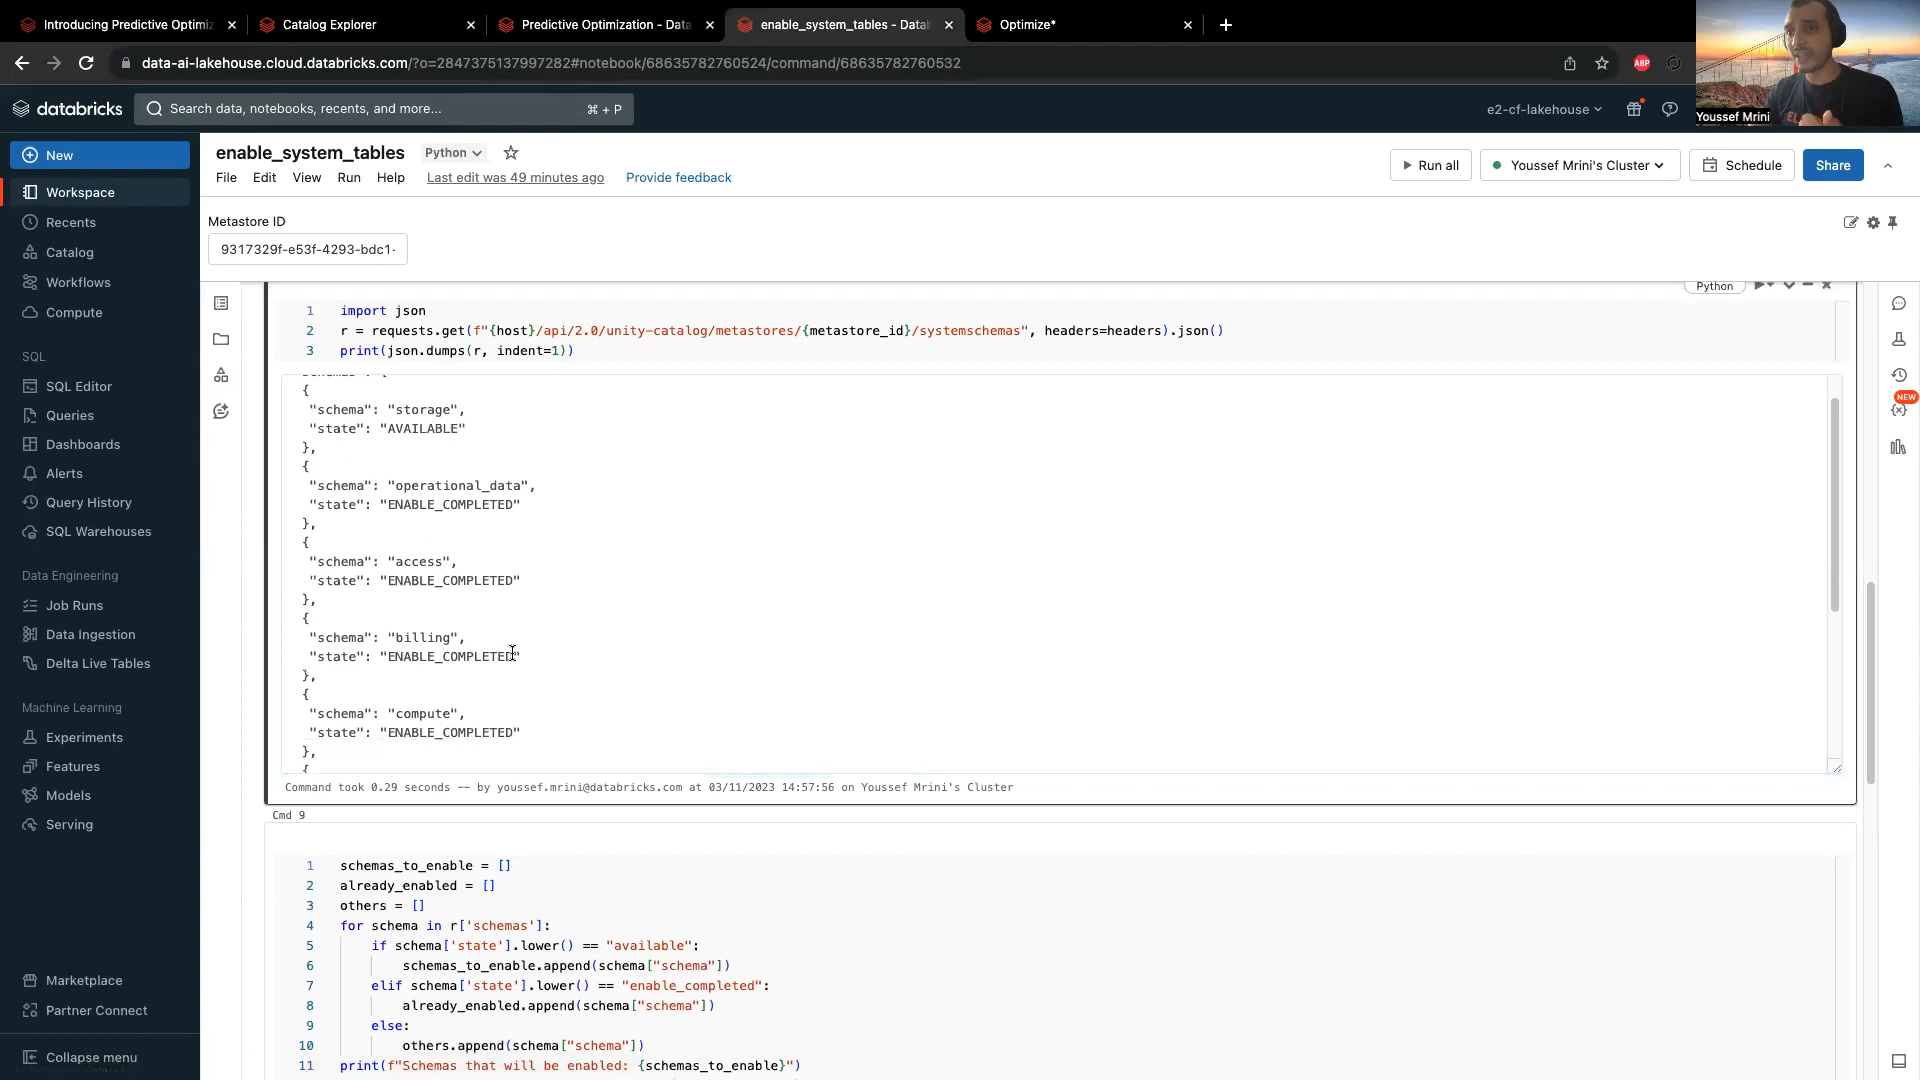 Introducing Predictive Optimiz
Catalog Explorer
Predictive Optimization - Data
enable_system_tables - Datab
Optimize*
data-ai-lakehouse.cloud.databricks.com/?o=2847375137997282#notebook/68635782760524/command/68635782760532
ABP
databricks
Search data, notebooks, recents, and more...
⌘ + P
e2-cf-lakehouse
Youssef Mrini
New
Workspace
Recents
Catalog
Workflows
Compute
SQL
SQL Editor
Queries
Dashboards
Alerts
Query History
SQL Warehouses
Data Engineering
Job Runs
Data Ingestion
Delta Live Tables
Machine Learning
Experiments
Features
Models
Serving
Marketplace
Partner Connect
Collapse menu
enable_system_tables
Python
File Edit View Run Help Last edit was 49 minutes ago Provide feedback
Run all
Youssef Mrini's Cluster
Schedule
Share
Metastore ID
9317329f-e53f-4293-bdc1-
NEW
Python
1 import json
2 r = requests.get(f"{host}/api/2.0/unity-catalog/metastores/{metastore_id}/systemschemas", headers=headers).json()
3 print(json.dumps(r, indent=1))
{
"schema": "storage",
"state": "AVAILABLE"
},
{
"schema": "operational_data",
"state": "ENABLE_COMPLETED"
},
{
"schema": "access",
"state": "ENABLE_COMPLETED"
},
{
"schema": "billing",
"state": "ENABLE_COMPLETED"
},
{
"schema": "compute",
"state": "ENABLE_COMPLETED"
},
{
Command took 0.29 seconds -- by youssef.mrini@databricks.com at 03/11/2023 14:57:56 on Youssef Mrini's Cluster
Cmd 9
1 schemas_to_enable = []
2 already_enabled = []
3 others = []
4 for schema in r['schemas']:
5 if schema['state'].lower() == "available":
6 schemas_to_enable.append(schema["schema"])
7 elif schema['state'].lower() == "enable_completed":
8 already_enabled.append(schema["schema"])
9 else:
10 others.append(schema["schema"])
11 print(f"Schemas that will be enabled: {schemas_to_enable}")